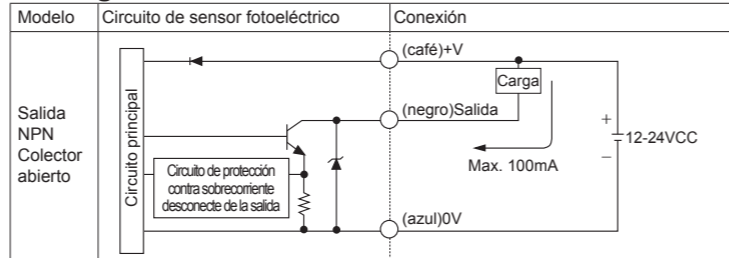 Modelo
Circuito de sensor fotoeléctrico
Conexión
Salida
NPN
Colector
abierto
Circuito principal
Circuito de protección
contra sobrecorriente
desconecte de la salida
(café)+V
Carga
(negro)Salida
Max. 100mA
+
12-24VCC
−
(azul)0V